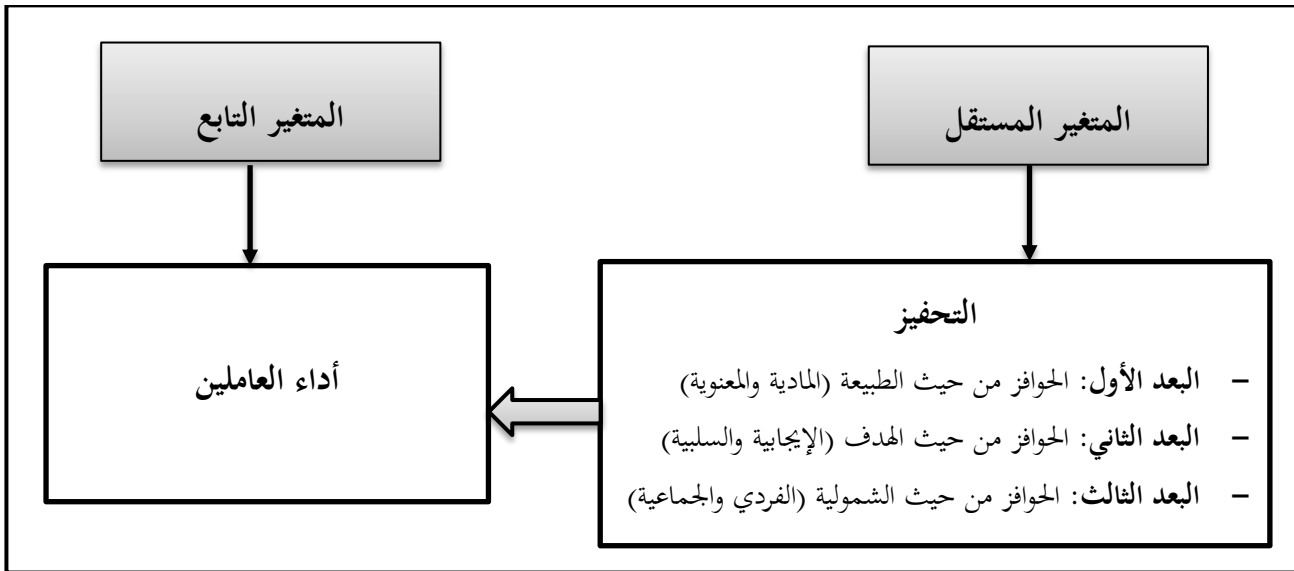 المتغير المستقل
المتغير التابع
التحفيز
– البعد الأول: الحوافز من حيث الطبيعة (المادية والمعنوية)
– البعد الثاني: الحوافز من حيث الهدف (الإيجابية والسلبية)
– البعد الثالث: الحوافز من حيث الشمولية (الفردي والجماعية)
أداء العاملين